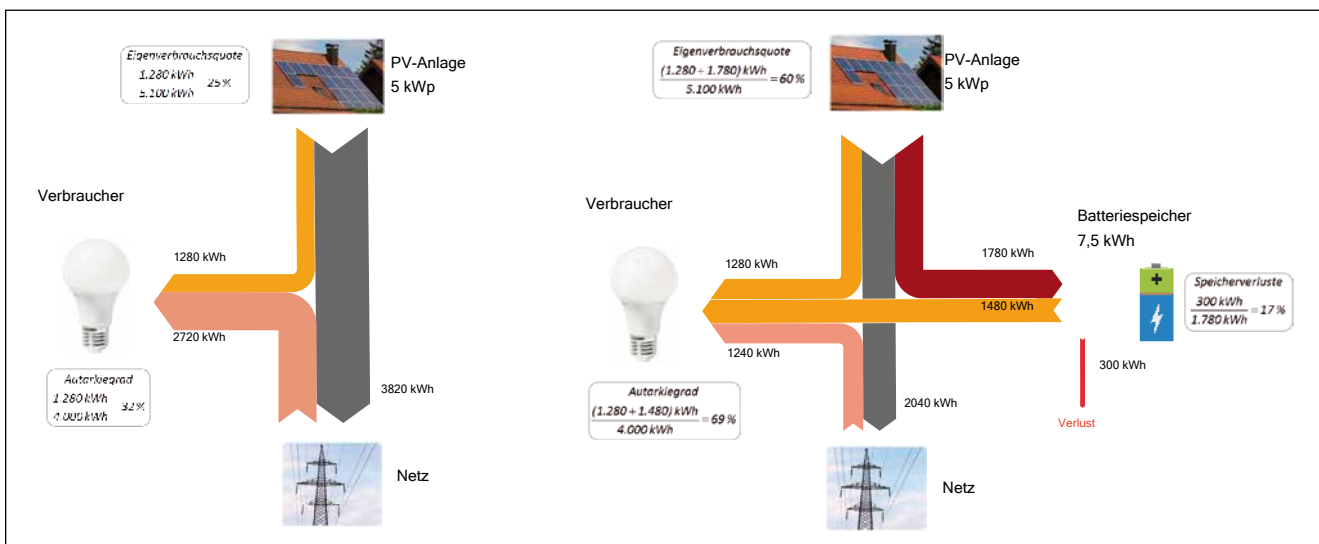 Eigenverbrauchsquote
1.280 kWh
5.100 kWh
25 %
PV-Anlage
5 kWp
Verbraucher
1280 kWh
2720 kWh
3820 kWh
Autarkiegrad
1.280 kWh
4.000 kWh
32 %
Netz
Eigenverbrauchsquote
(1.280 + 1.780) kWh
5.100 kWh
= 60 %
PV-Anlage
5 kWp
Verbraucher
Batteriespeicher
7,5 kWh
1280 kWh
1780 kWh
1480 kWh
Speicherverluste
300 kWh
1.780 kWh
= 17 %
1240 kWh
300 kWh
2040 kWh
Verlust
Autarkiegrad
(1.280 + 1.480) kWh
4.000 kWh
= 69 %
Netz